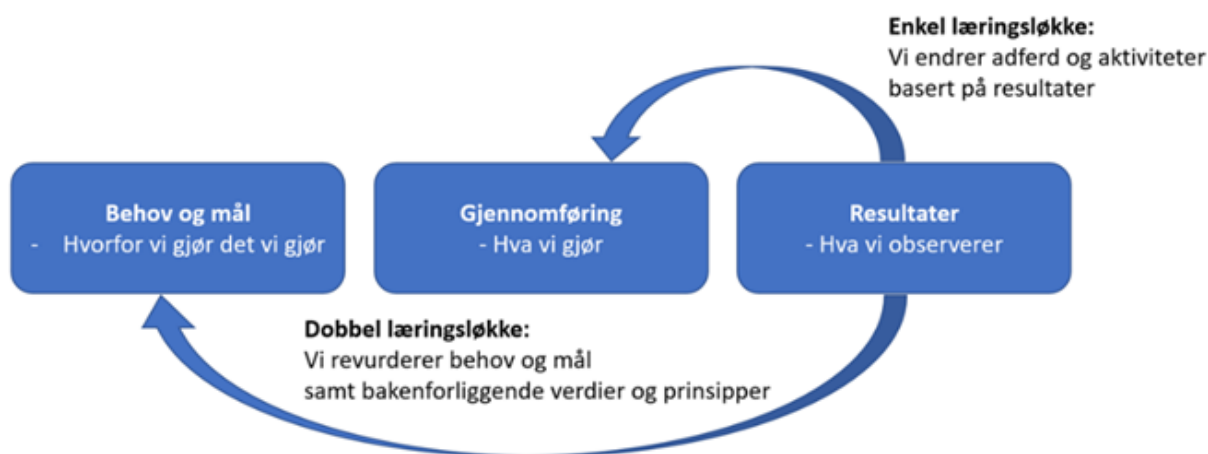 Enkel læringsløkke:
Vi endrer adferd og aktiviteter
basert på resultater
Behov og mål
- Hvorfor vi gjør det vi gjør
Gjennomføring
- Hva vi gjør
Resultater
- Hva vi observerer
Dobbel læringsløkke:
Vi revurderer behov og mål
samt bakenforliggende verdier og prinsipper